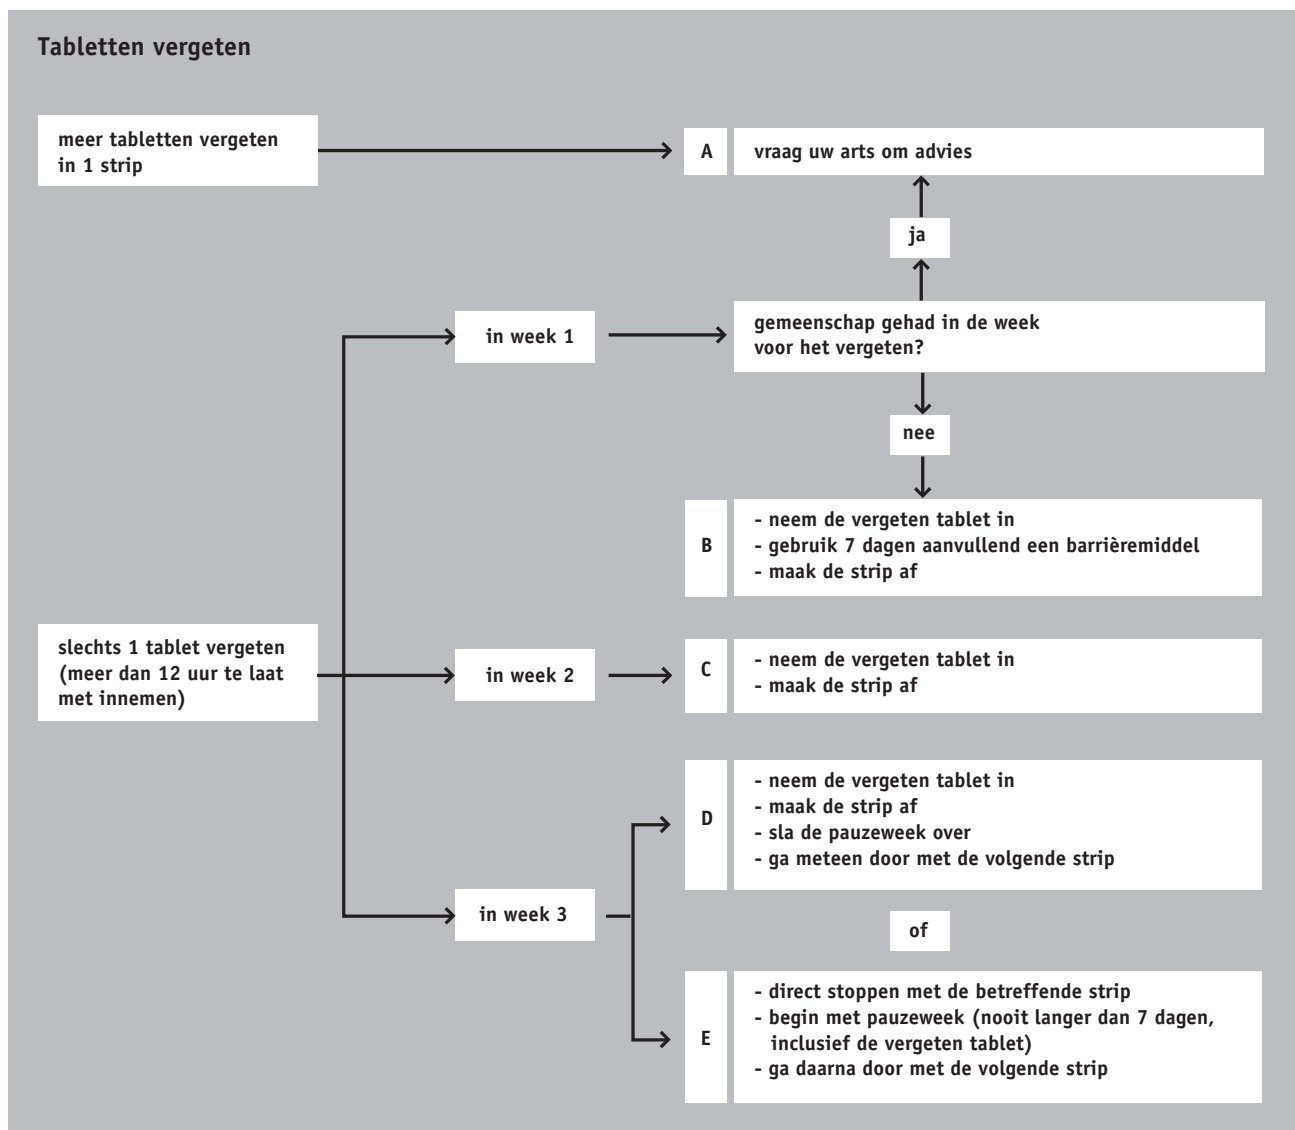 Tabletten vergeten
meer tabletten vergeten
in 1 strip
A
vraag uw arts om advies
ja
in week 1
gemeenschap gehad in de week
voor het vergeten?
nee
B
- neem de vergeten tablet in
- gebruik 7 dagen aanvullend een barrièremiddel
- maak de strip af
slechts 1 tablet vergeten
(meer dan 12 uur te laat
met innemen)
in week 2
C
- neem de vergeten tablet in
- maak de strip af
in week 3
D
- neem de vergeten tablet in
- maak de strip af
- sla de pauzeweek over
- ga meteen door met de volgende strip
of
E
- direct stoppen met de betreffende strip
- begin met pauzeweek (nooit langer dan 7 dagen,
inclusief de vergeten tablet)
- ga daarna door met de volgende strip